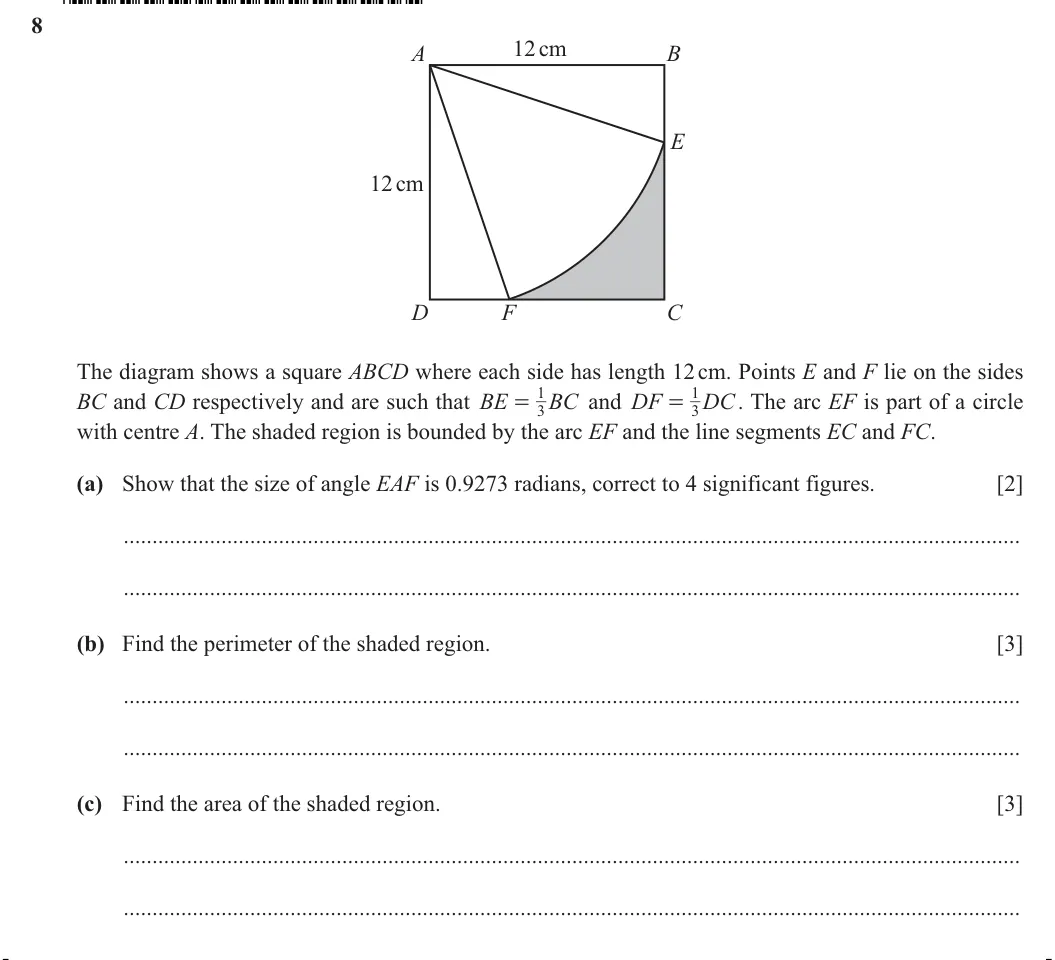 8
12 cm
A
B
E
12 cm
D
F
C
The diagram shows a square ABCD where each side has length 12 cm. Points E and F lie on the sides
BC and CD respectively and are such that BE = 1/3 BC and DF = 1/3 DC. The arc EF is part of a circle
with centre A. The shaded region is bounded by the arc EF and the line segments EC and FC.
(a) Show that the size of angle EAF is 0.9273 radians, correct to 4 significant figures. [2]
(b) Find the perimeter of the shaded region. [3]
(c) Find the area of the shaded region. [3]